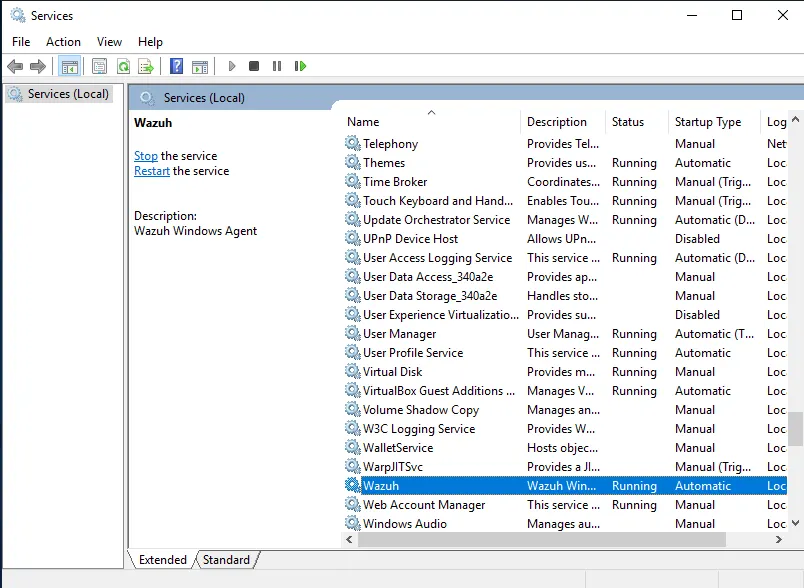 Services
File Action View Help
Services (Local)
Services (Local)
Wazuh
Stop the service
Restart the service
Description:
Wazuh Windows Agent
Name Description Status Startup Type Log
Telephony Provides Tel... Manual Net
Themes Provides us... Running Automatic Loc
Time Broker Coordinates... Running Manual (Trig... Loc
Touch Keyboard and Hand... Enables Tou... Running Manual (Trig... Loc
Update Orchestrator Service Manages W... Running Automatic (D... Loc
UPnP Device Host Allows UPn... Disabled Loc
User Access Logging Service This service ... Running Automatic (D... Loc
User Data Access_340a2e Provides ap... Manual Loc
User Data Storage_340a2e Handles sto... Manual Loc
User Experience Virtualizatio... Provides su... Disabled Loc
User Manager User Manag... Running Automatic (T... Loc
User Profile Service This service ... Running Automatic Loc
Virtual Disk Provides m... Running Manual Loc
VirtualBox Guest Additions ... Manages V... Running Automatic Loc
Volume Shadow Copy Manages an... Manual Loc
W3C Logging Service Provides W... Manual Loc
WalletService Hosts objec... Manual Loc
WarpJITSvc Provides a JI... Manual (Trig... Loc
Wazuh Wazuh Win... Running Automatic Loc
Web Account Manager This service ... Running Manual Loc
Windows Audio Manages au... Manual Loc
Extended Standard